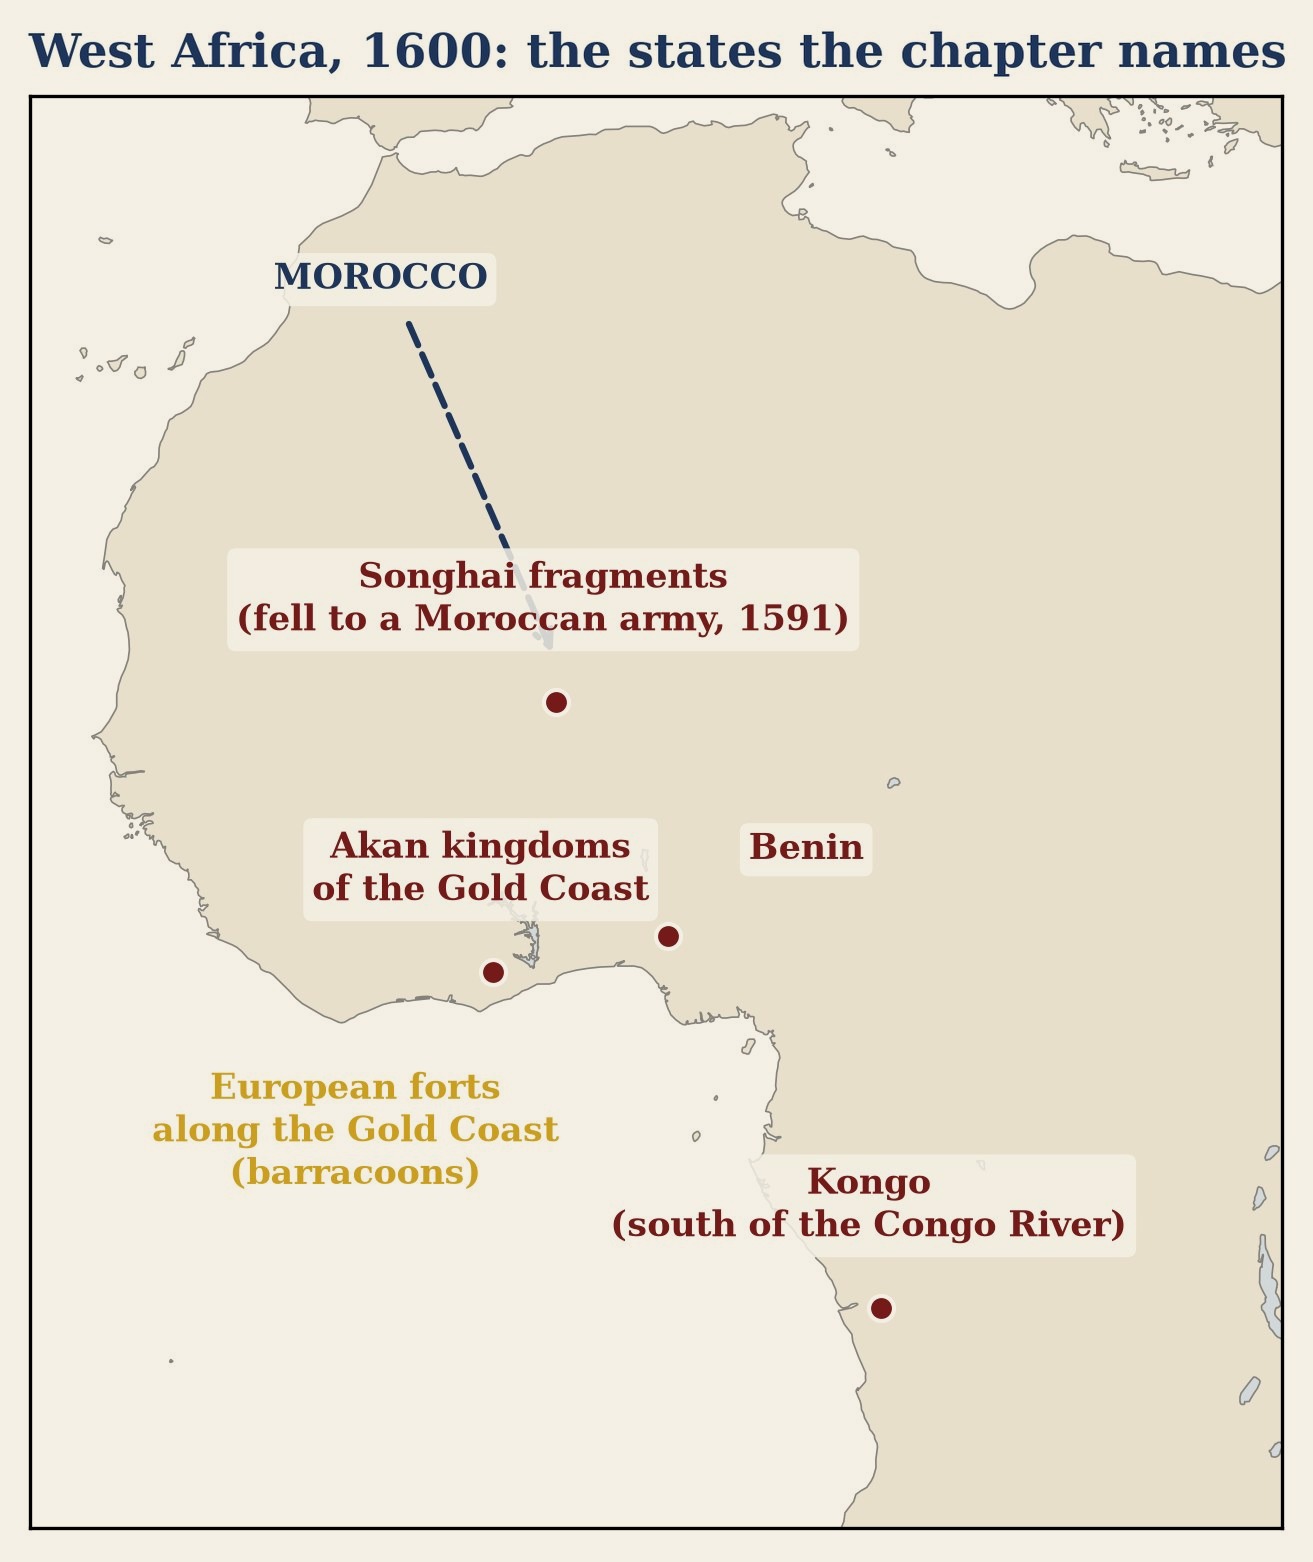 West Africa, 1600: the states the chapter names
MOROCCO
Songhai fragments
(fell to a Moroccan army, 1591)
Akan kingdoms
of the Gold Coast
Benin
European forts
along the Gold Coast
(barracoons)
Kongo
(south of the Congo River)